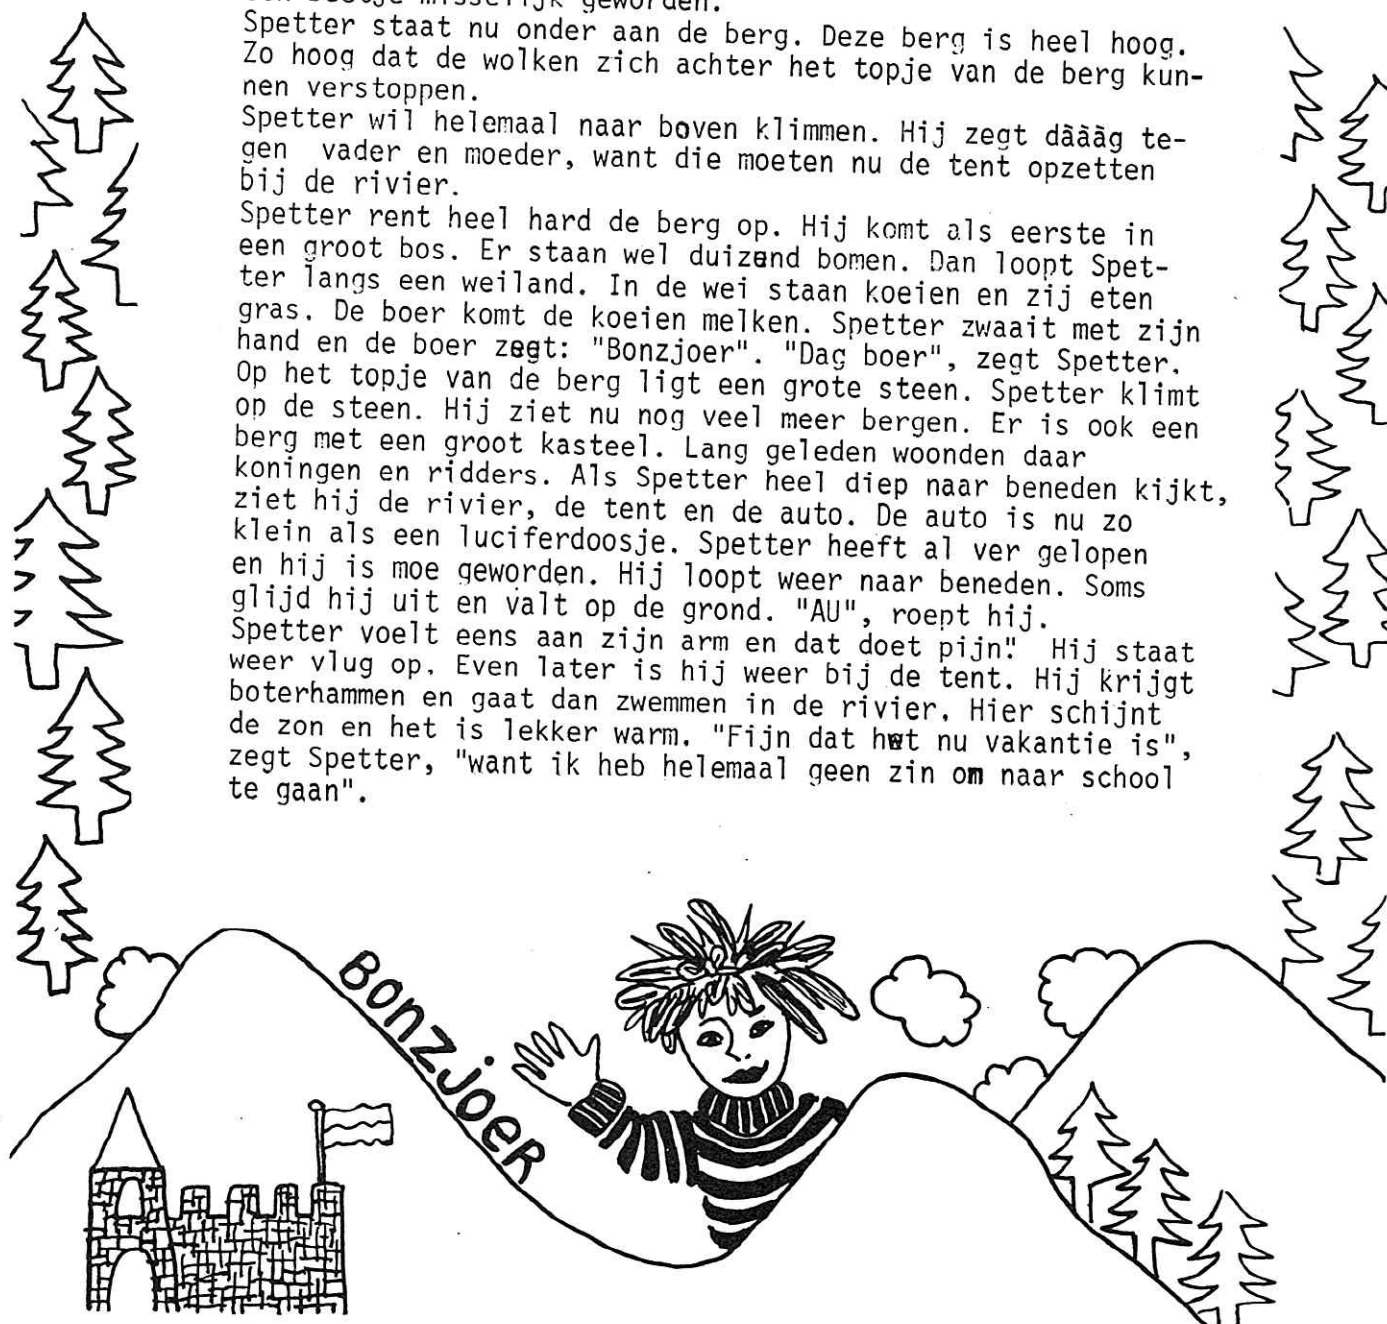 een beetje misselijk geworden.
Spetter staat nu onder aan de berg. Deze berg is heel hoog.
Zo hoog dat de wolken zich achter het topje van de berg kun-
nen verstoppen.
Spetter wil helemaal naar boven klimmen. Hij zegt dàààg te-
gen vader en moeder, want die moeten nu de tent opzetten
bij de rivier.
Spetter rent heel hard de berg op. Hij komt als eerste in
een groot bos. Er staan wel duizend bomen. Dan loopt Spet-
ter langs een weiland. In de wei staan koeien en zij eten
gras. De boer komt de koeien melken. Spetter zwaait met zijn
hand en de boer zegt: "Bonzjoer". "Dag boer", zegt Spetter.
Op het topje van de berg ligt een grote steen. Spetter klimt
op de steen. Hij ziet nu nog veel meer bergen. Er is ook een
berg met een groot kasteel. Lang geleden woonden daar
koningen en ridders. Als Spetter heel diep naar beneden kijkt,
ziet hij de rivier, de tent en de auto. De auto is nu zo
klein als een luciferdoosje. Spetter heeft al ver gelopen
en hij is moe geworden. Hij loopt weer naar beneden. Soms
glijd hij uit en valt op de grond. "AU", roept hij.
Spetter voelt eens aan zijn arm en dat doet pijn." Hij staat
weer vlug op. Even later is hij weer bij de tent. Hij krijgt
boterhammen en gaat dan zwemmen in de rivier. Hier schijnt
de zon en het is lekker warm. "Fijn dat het nu vakantie is",
zegt Spetter, "want ik heb helemaal geen zin om naar school
te gaan".
BonzJoeR